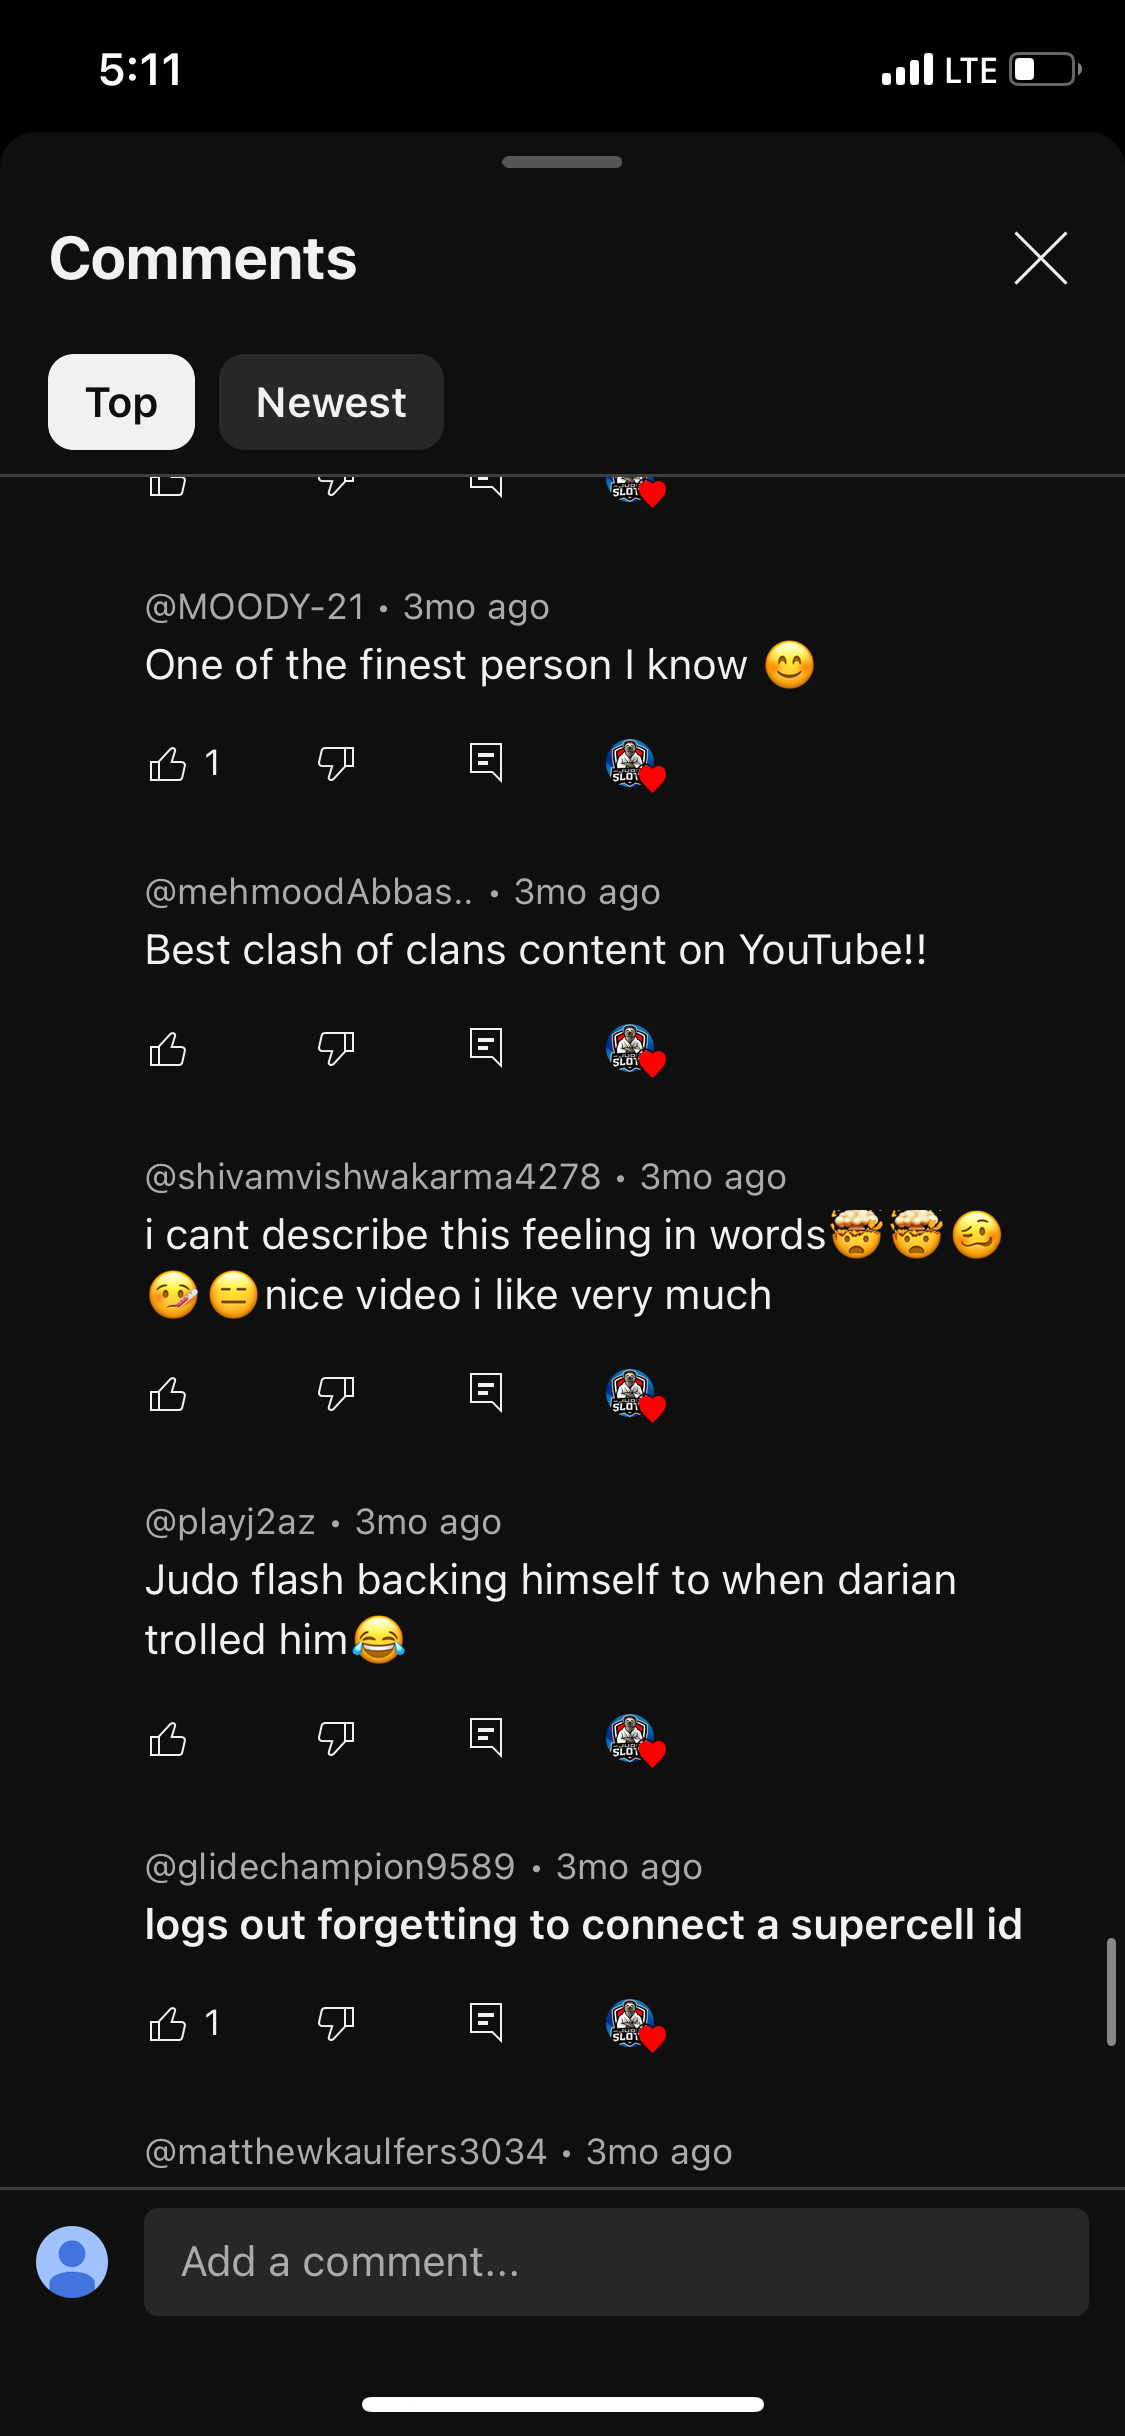 5:11
LTE
Comments
Top
Newest
@MOODY-21 • 3mo ago
One of the finest person I know 😊
1
@mehmoodAbbas.. • 3mo ago
Best clash of clans content on YouTube!!
@shivamvishwakarma4278 • 3mo ago
i cant describe this feeling in words🤯🤯🥴
🤒😑nice video i like very much
@playj2az • 3mo ago
Judo flash backing himself to when darian
trolled him😂
@glidechampion9589 • 3mo ago
logs out forgetting to connect a supercell id
1
@matthewkaulfers3034 • 3mo ago
Add a comment...